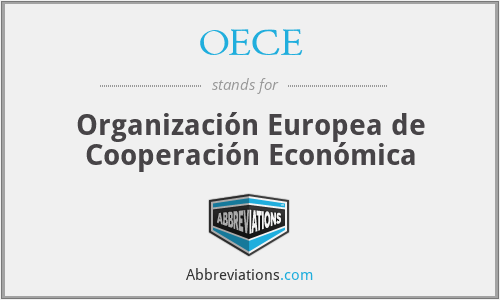 OECE
stands for
Organización Europea de
Cooperación Económica
ABBREVIATIONS
Abbreviations.com